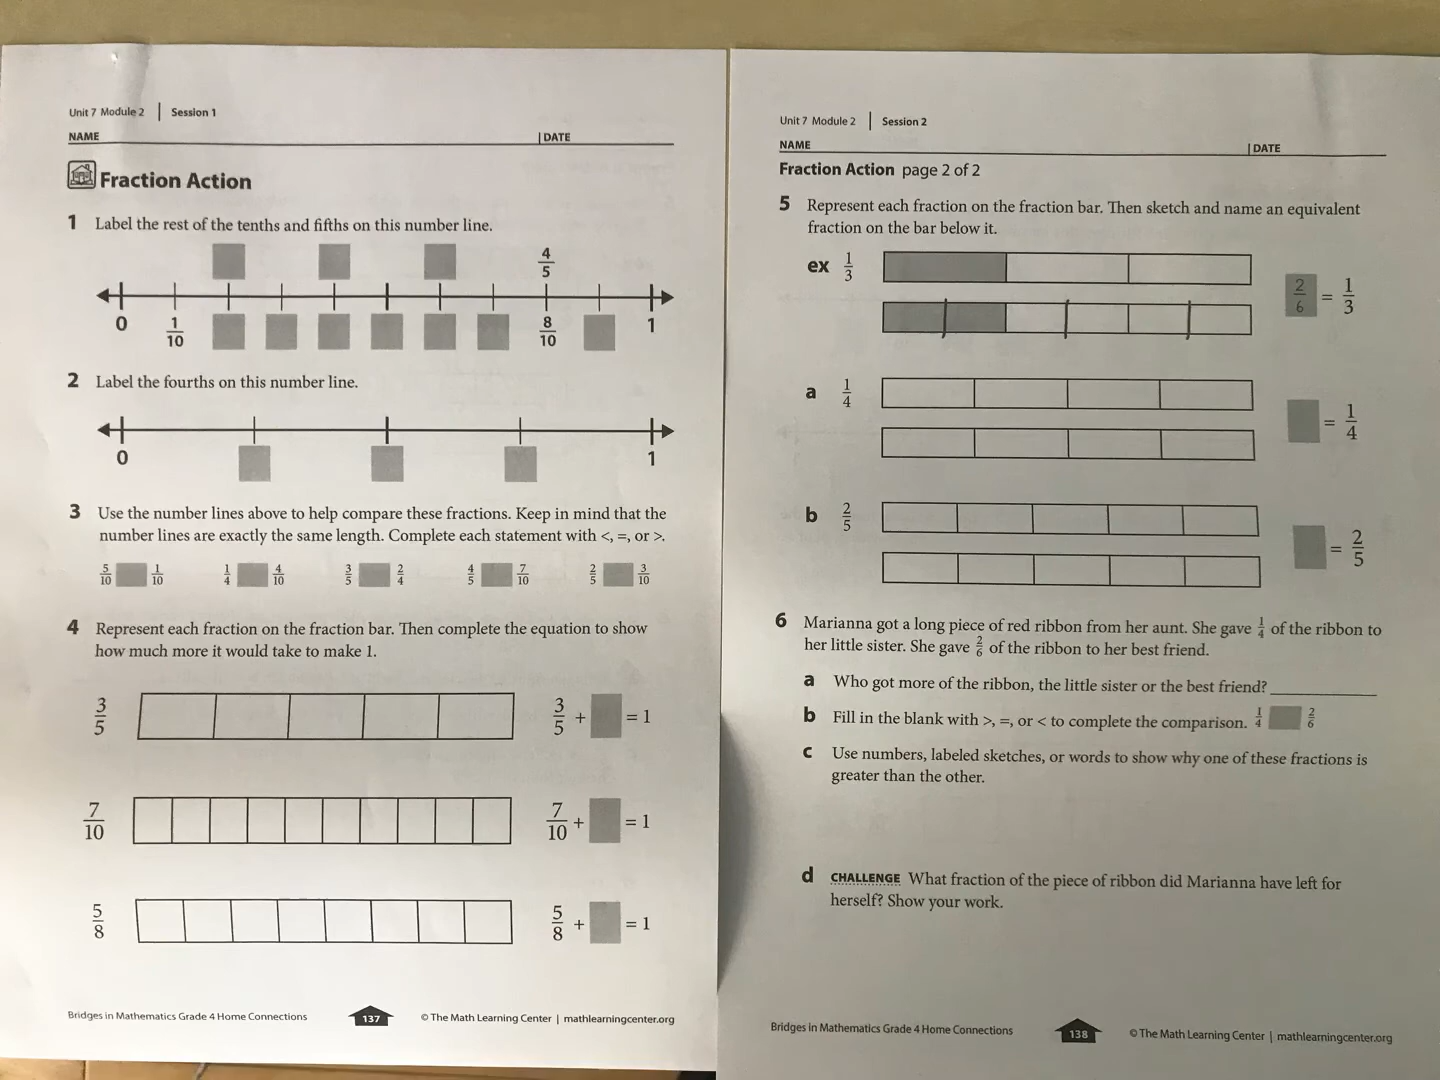 Unit 7 Module 2 | Session 1
NAME | DATE
Fraction Action
1 Label the rest of the tenths and fifths on this number line.
4/5
0 1/10 8/10 1
2 Label the fourths on this number line.
0 1
3 Use the number lines above to help compare these fractions. Keep in mind that the
number lines are exactly the same length. Complete each statement with <, =, or >.
5/10 1/10 1/4 4/10 3/5 2/4 4/5 7/10 2/5 3/10
4 Represent each fraction on the fraction bar. Then complete the equation to show
how much more it would take to make 1.
3/5 3/5 + = 1
7/10 7/10 + = 1
5/8 5/8 + = 1
Bridges in Mathematics Grade 4 Home Connections 137 © The Math Learning Center | mathlearningcenter.org
Unit 7 Module 2 | Session 2
NAME | DATE
Fraction Action page 2 of 2
5 Represent each fraction on the fraction bar. Then sketch and name an equivalent
fraction on the bar below it.
ex 1/3 2/6 = 1/3
a 1/4 = 1/4
b 2/5 = 2/5
6 Marianna got a long piece of red ribbon from her aunt. She gave 1/4 of the ribbon to
her little sister. She gave 2/6 of the ribbon to her best friend.
a Who got more of the ribbon, the little sister or the best friend?
b Fill in the blank with >, =, or < to complete the comparison. 1/4 2/6
c Use numbers, labeled sketches, or words to show why one of these fractions is
greater than the other.
d CHALLENGE What fraction of the piece of ribbon did Marianna have left for
herself? Show your work.
Bridges in Mathematics Grade 4 Home Connections 138 © The Math Learning Center | mathlearningcenter.org